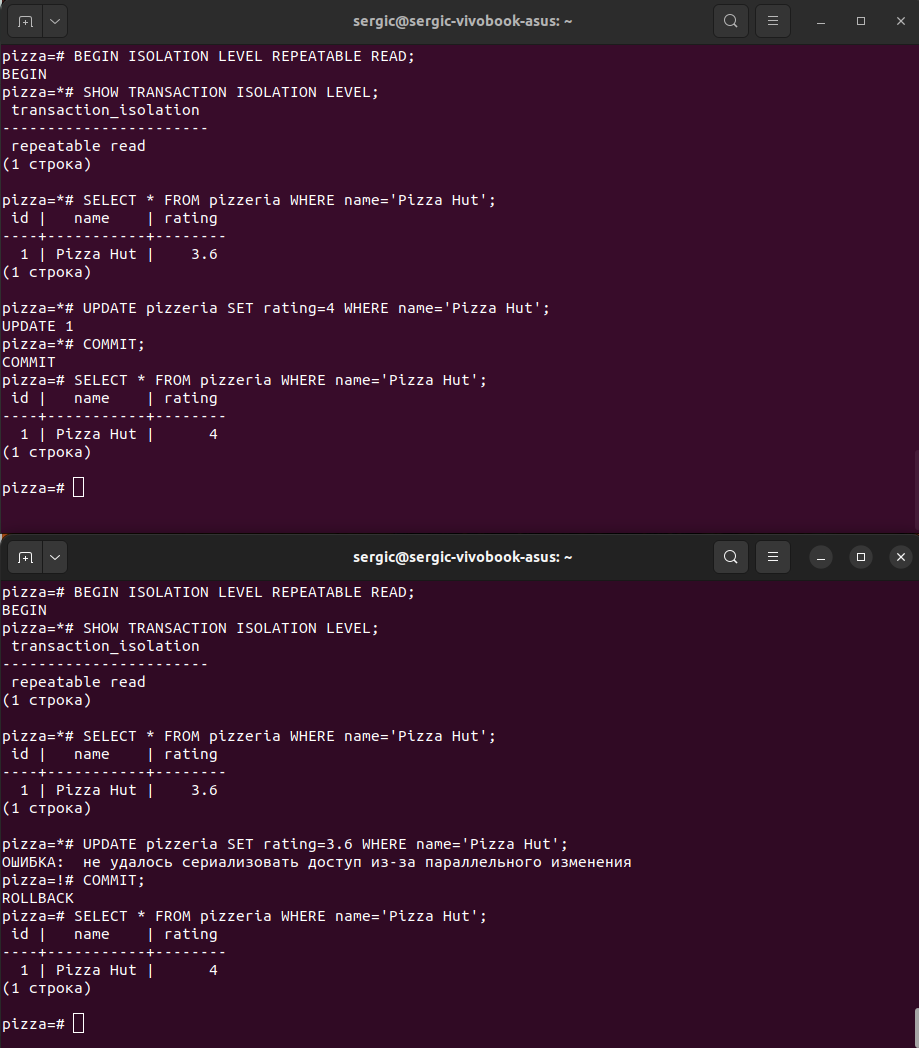 sergic@sergic-vivobook-asus: ~
pizza=# BEGIN ISOLATION LEVEL REPEATABLE READ;
BEGIN
pizza=*# SHOW TRANSACTION ISOLATION LEVEL;
 transaction_isolation
-----------------------
 repeatable read
(1 строка)

pizza=*# SELECT * FROM pizzeria WHERE name='Pizza Hut';
 id |   name    | rating
----+-----------+--------
  1 | Pizza Hut |    3.6
(1 строка)

pizza=*# UPDATE pizzeria SET rating=4 WHERE name='Pizza Hut';
UPDATE 1
pizza=*# COMMIT;
COMMIT
pizza=# SELECT * FROM pizzeria WHERE name='Pizza Hut';
 id |   name    | rating
----+-----------+--------
  1 | Pizza Hut |      4
(1 строка)

pizza=#
sergic@sergic-vivobook-asus: ~
pizza=# BEGIN ISOLATION LEVEL REPEATABLE READ;
BEGIN
pizza=*# SHOW TRANSACTION ISOLATION LEVEL;
 transaction_isolation
-----------------------
 repeatable read
(1 строка)

pizza=*# SELECT * FROM pizzeria WHERE name='Pizza Hut';
 id |   name    | rating
----+-----------+--------
  1 | Pizza Hut |    3.6
(1 строка)

pizza=*# UPDATE pizzeria SET rating=3.6 WHERE name='Pizza Hut';
ОШИБКА:  не удалось сериализовать доступ из-за параллельного изменения
pizza=!# COMMIT;
ROLLBACK
pizza=# SELECT * FROM pizzeria WHERE name='Pizza Hut';
 id |   name    | rating
----+-----------+--------
  1 | Pizza Hut |      4
(1 строка)

pizza=#